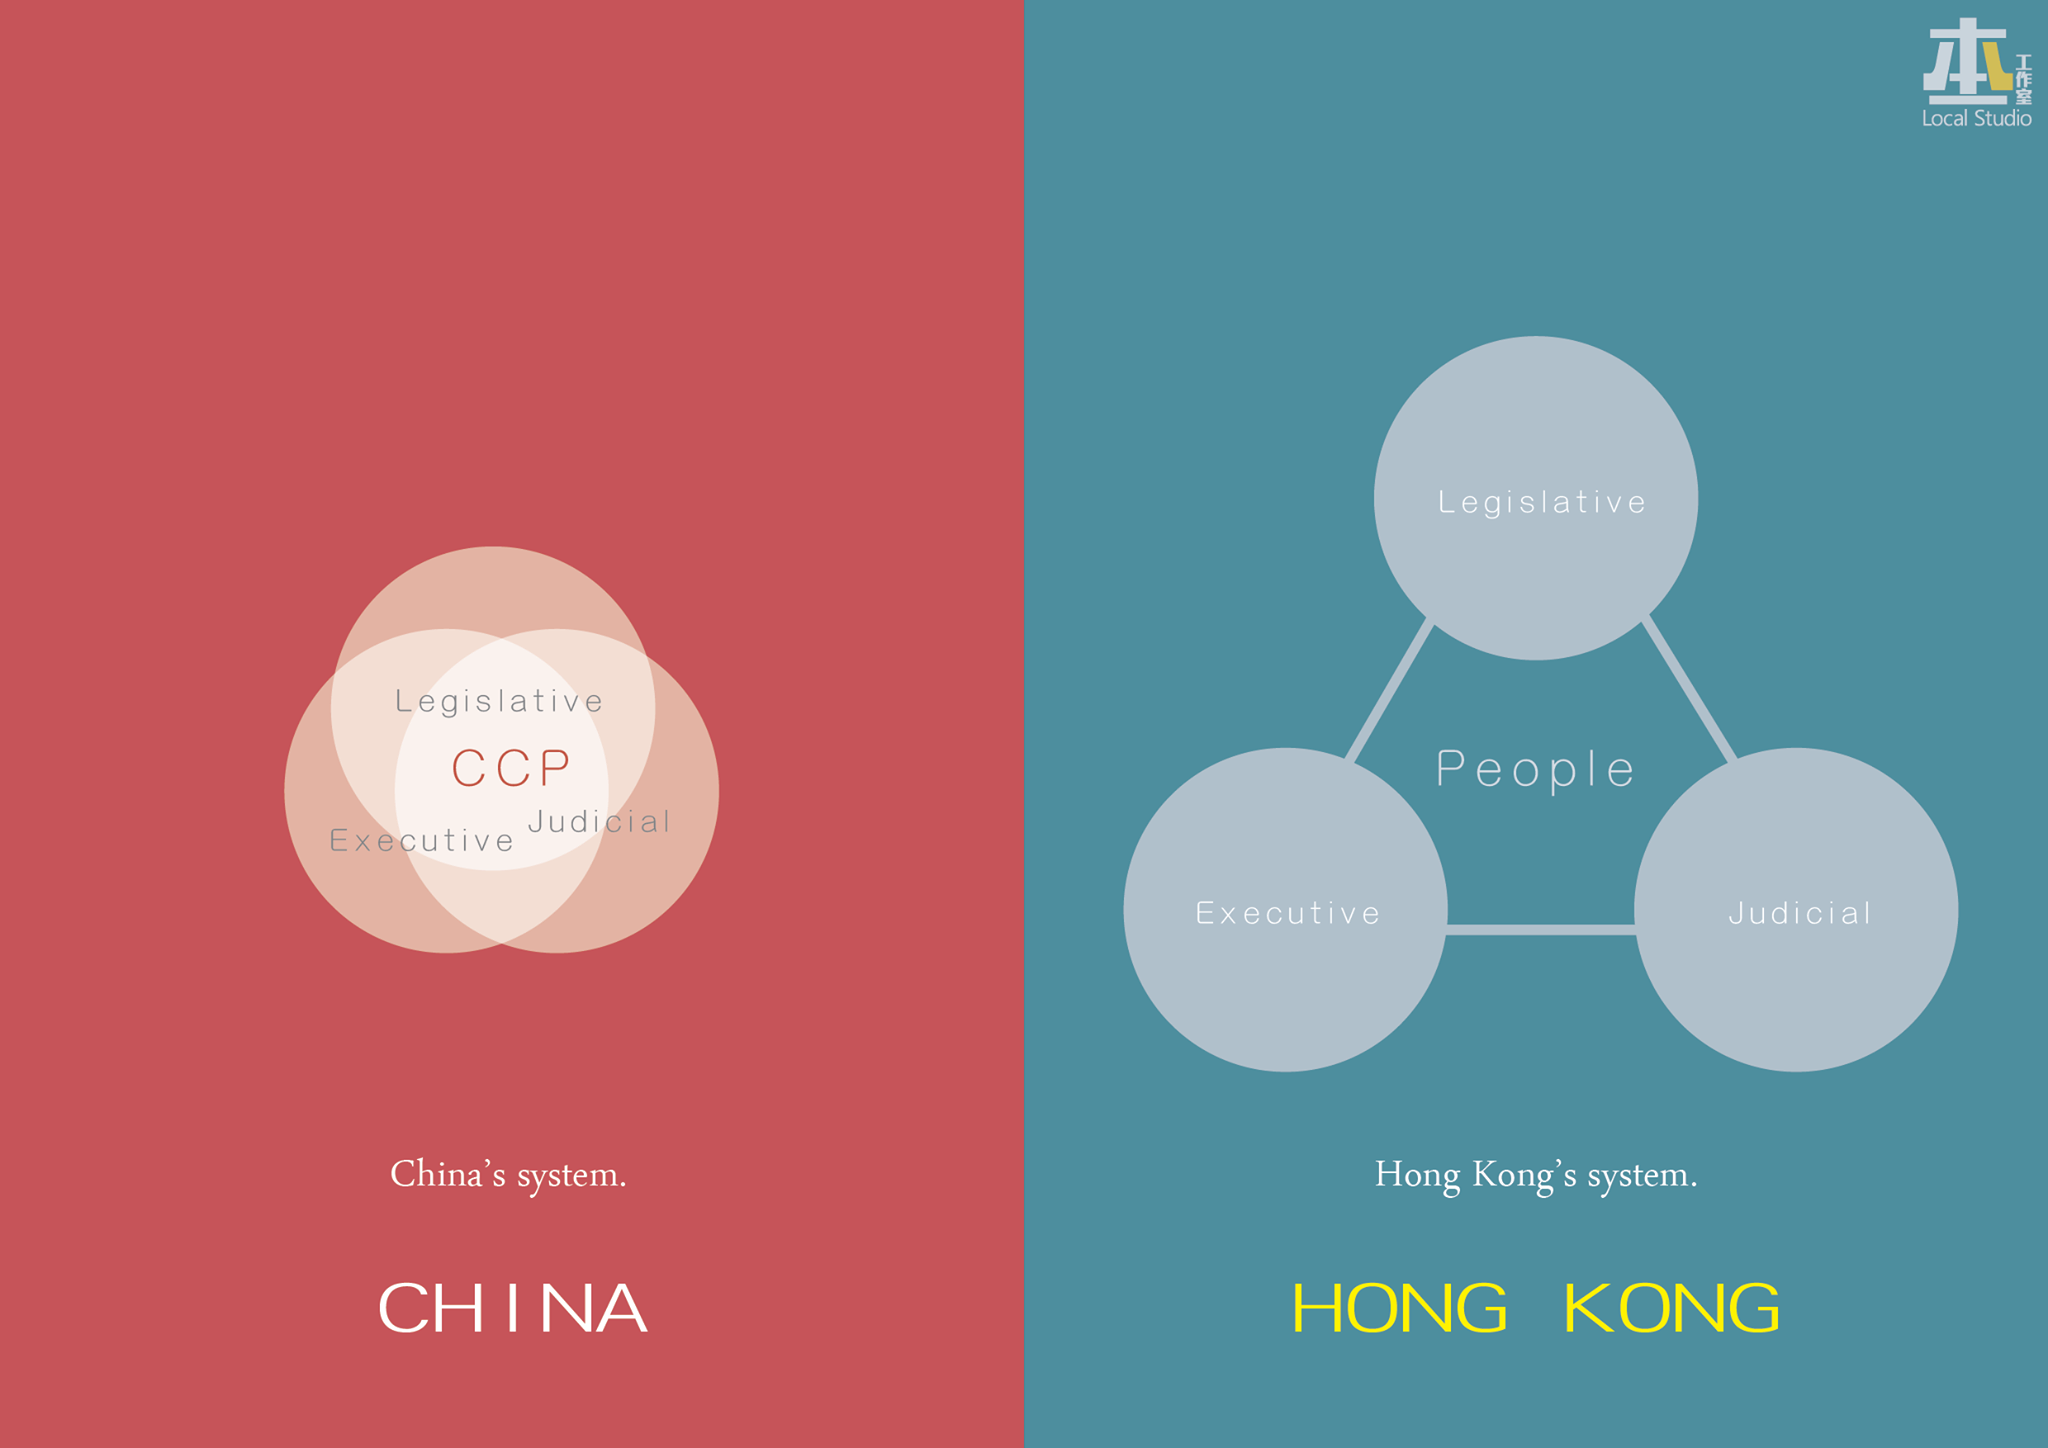 Legislative
CCP
Judicial
Executive
China's system.
CHINA
本
工作室
Local Studio
Legislative
People
Executive
Judicial
Hong Kong's system.
HONG KONG